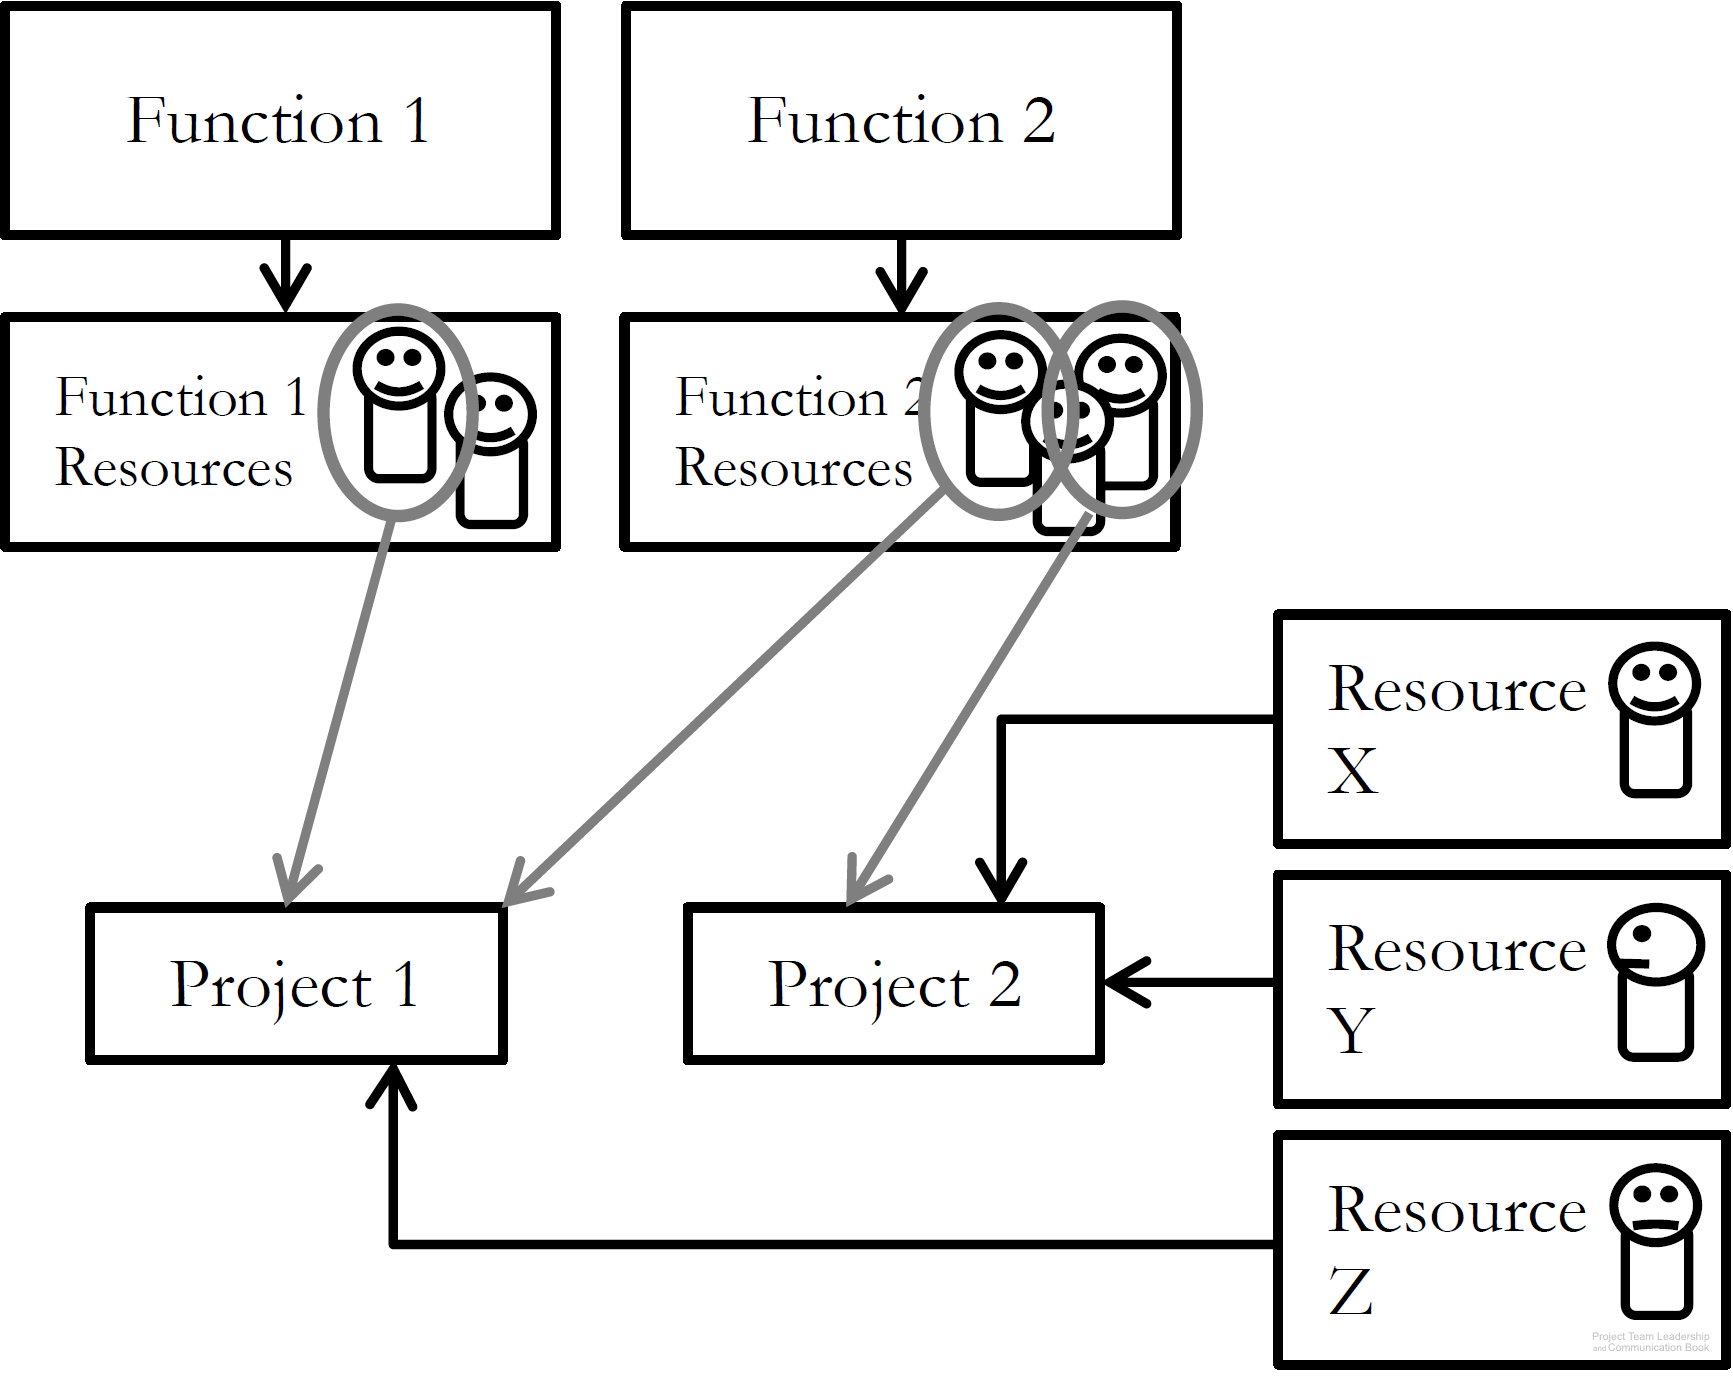 Function 1
Function 2
Function 1
Resources
Function 2
Resources
Resource
X
Resource
Y
Project 1
Project 2
Resource
Z
Project Team Leadership
and Communication Book